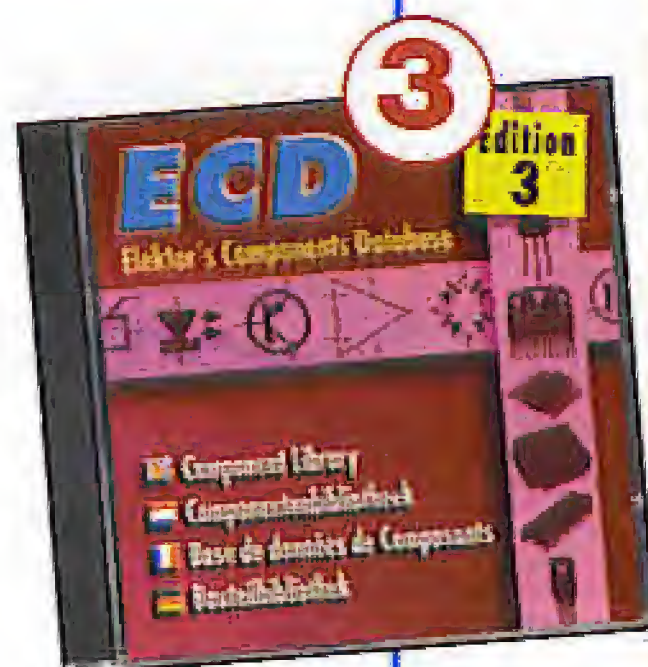 3
Edition
3
ECD
Elektor's Components Database
Component Library
Componentenbibliotheek
Base de données de Composants
Bauteilbibliothek